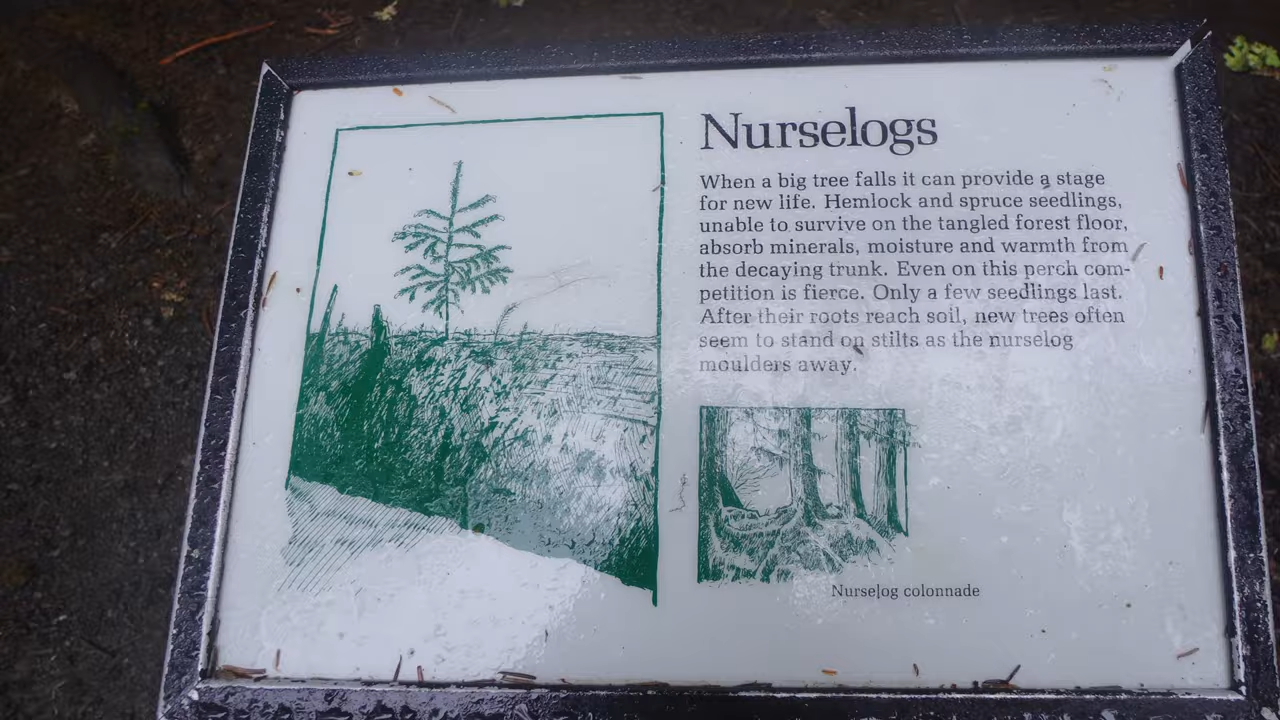 Nurselogs
When a big tree falls it can provide a stage
for new life. Hemlock and spruce seedlings,
unable to survive on the tangled forest floor,
absorb minerals, moisture and warmth from
the decaying trunk. Even on this perch com-
petition is fierce. Only a few seedlings last.
After their roots reach soil, new trees often
seem to stand on stilts as the nurselog
moulders away.
Nurselog colonnade